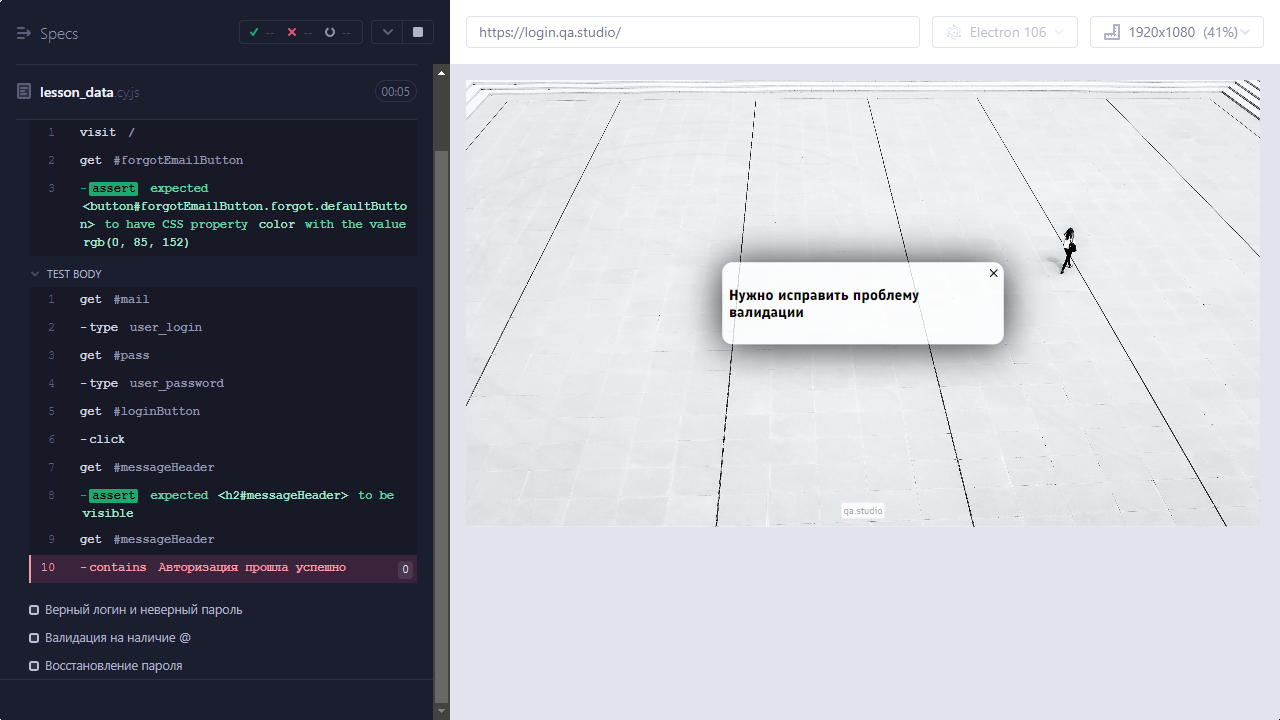 Specs
--
--
--
https://login.qa.studio/
Electron 106
1920x1080 (41%)
lesson_data cy.js
00:05
1 visit /
2 get #forgotEmailButton
3 -assert expected
<button#forgotEmailButton.forgot.defaultButto
n> to have CSS property color with the value
rgb(0, 85, 152)
TEST BODY
1 get #mail
2 -type user_login
3 get #pass
4 -type user_password
5 get #loginButton
6 -click
7 get #messageHeader
8 -assert expected <h2#messageHeader> to be
visible
9 get #messageHeader
10 -contains Авторизация прошла успешно 0
Верный логин и неверный пароль
Валидация на наличие @
Восстановление пароля
Нужно исправить проблему
валидации
qa.studio